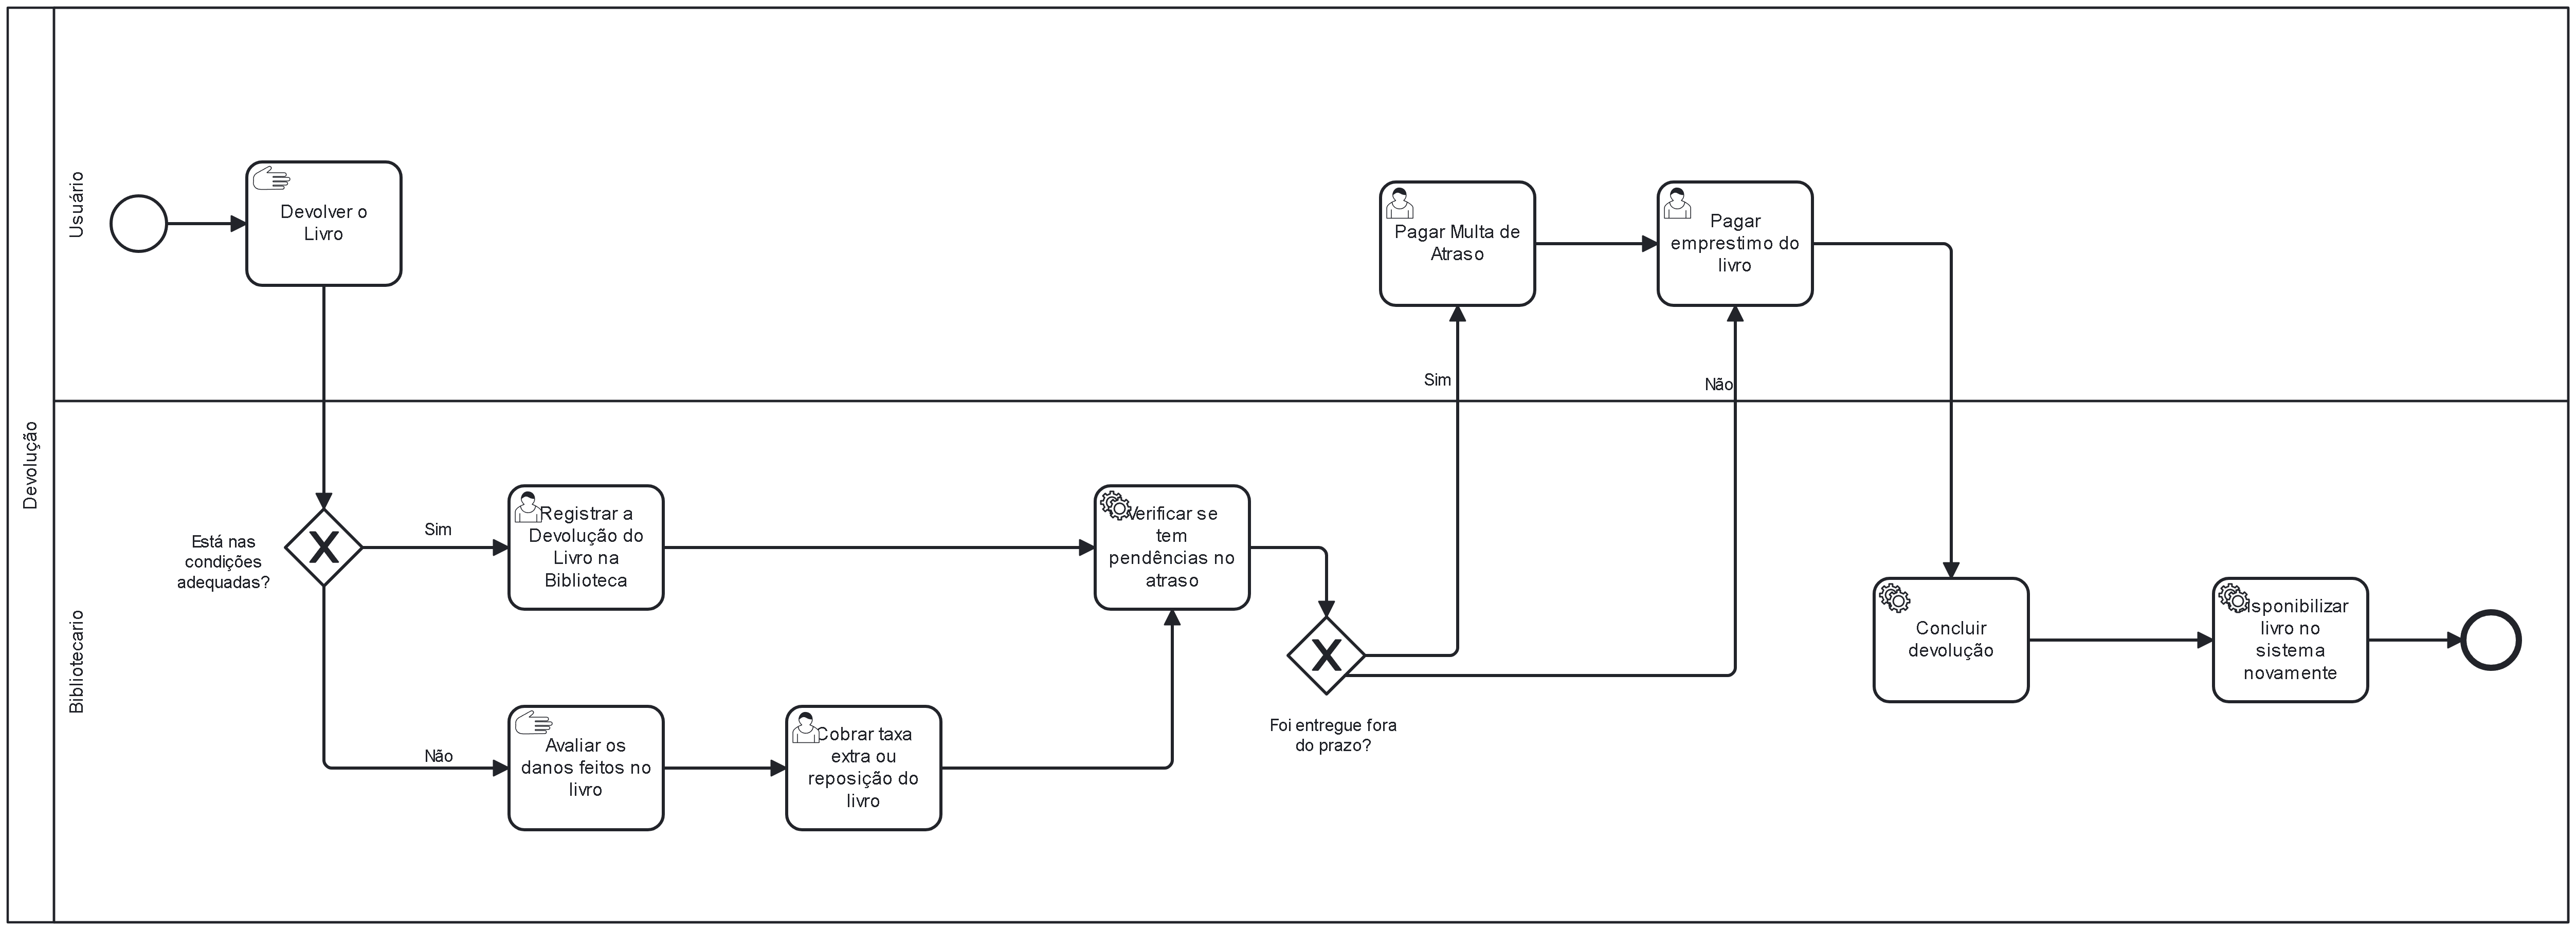 Devolução
Usuário
Devolver o
Livro
Pagar Multa de
Atraso
Pagar
emprestimo do
livro
Sim
Não
Bibliotecario
Está nas
condições
adequadas?
Sim
Registrar a
Devolução do
Livro na
Biblioteca
Verificar se
tem
pendências no
atraso
Não
Avaliar os
danos feitos no
livro
Cobrar taxa
extra ou
reposição do
livro
Foi entregue fora
do prazo?
Concluir
devolução
Disponibilizar
livro no
sistema
novamente